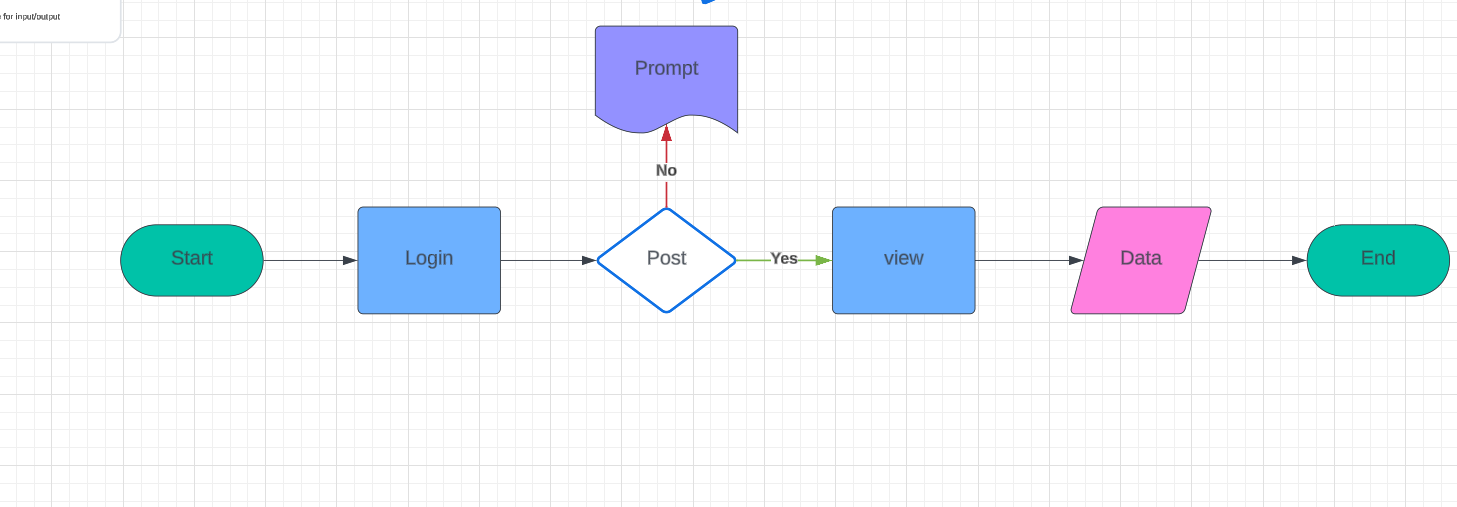 for input/output
Prompt
No
Start
Login
Post
Yes
view
Data
End